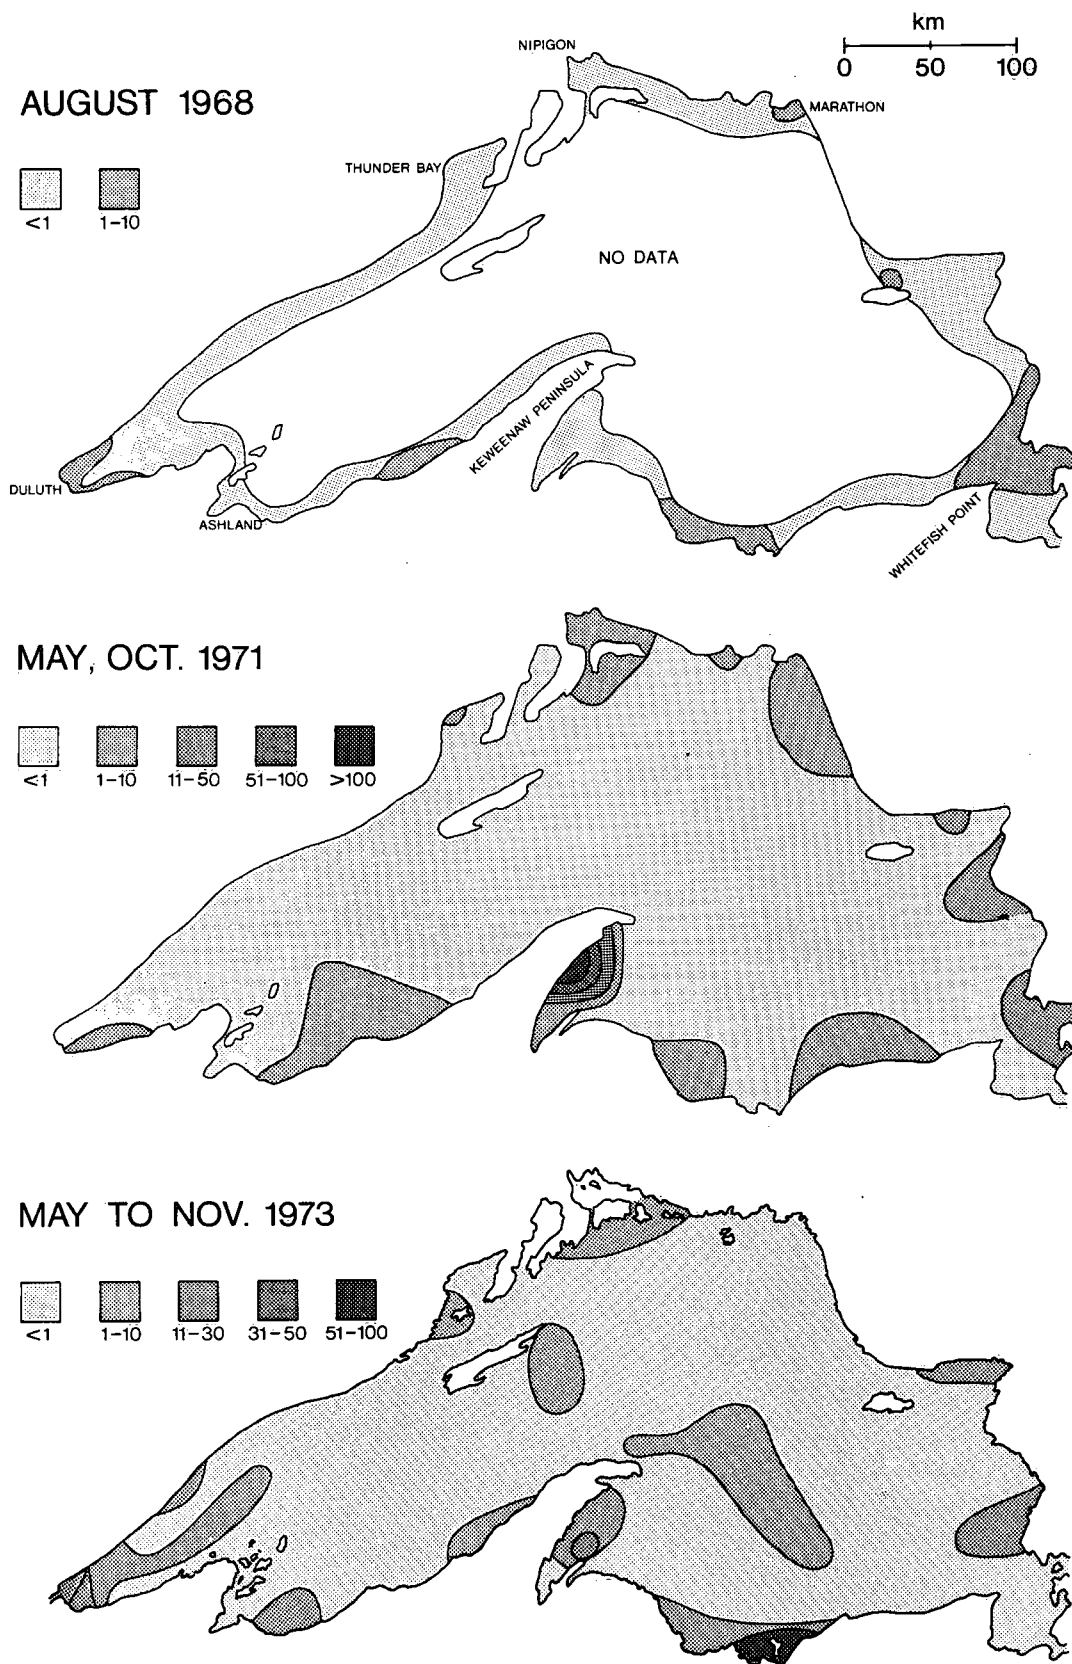 km
0 50 100
NIPIGON
AUGUST 1968
MARATHON
THUNDER BAY
<1 1-10
NO DATA
KEWEENAW PENINSULA
DULUTH
ASHLAND
WHITEFISH POINT
MAY, OCT. 1971
<1 1-10 11-50 51-100 >100
MAY TO NOV. 1973
<1 1-10 11-30 31-50 51-100